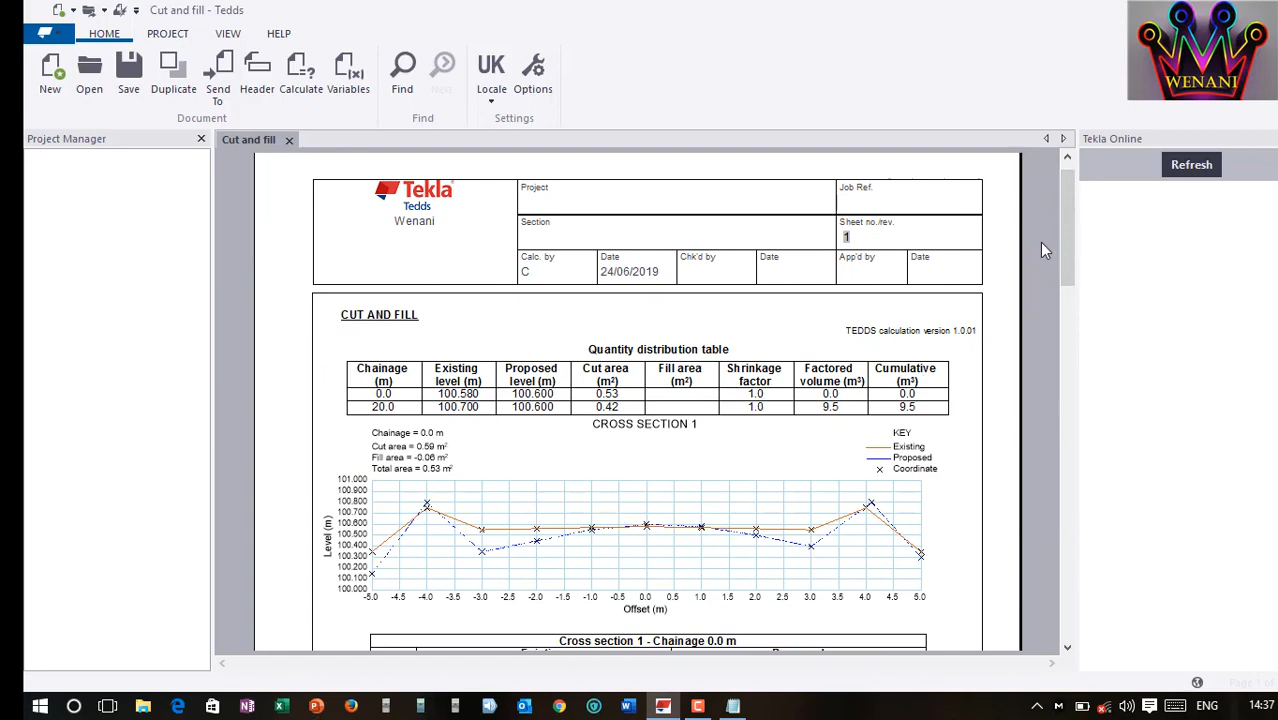 Cut and fill - Tedds
HOME PROJECT VIEW HELP
New Open Save Duplicate Send To Header Calculate Variables Find Next Locale Options
UK
Document Find Settings
WENANI
Project Manager
Cut and fill
Tekla Online
Refresh
Tekla
Tedds
Wenani
Project
Job Ref.
Section
Sheet no./rev.
1
Calc. by Date Chk'd by Date App'd by Date
C 24/06/2019
CUT AND FILL
TEDDS calculation version 1.0.01
Quantity distribution table
Chainage (m) Existing level (m) Proposed level (m) Cut area (m²) Fill area (m²) Shrinkage factor Factored volume (m³) Cumulative (m³)
0.0 100.580 100.600 0.53 1.0 0.0 0.0
20.0 100.700 100.600 0.42 1.0 9.5 9.5
CROSS SECTION 1
Chainage = 0.0 m
Cut area = 0.59 m²
Fill area = -0.06 m²
Total area = 0.53 m²
KEY
Existing
Proposed
Coordinate
101.000
100.900
100.800
100.700
100.600
100.500
100.400
100.300
100.200
100.100
100.000
Level (m)
-5.0 -4.5 -4.0 -3.5 -3.0 -2.5 -2.0 -1.5 -1.0 -0.5 0.0 0.5 1.0 1.5 2.0 2.5 3.0 3.5 4.0 4.5 5.0
Offset (m)
Cross section 1 - Chainage 0.0 m
ENG
14:37